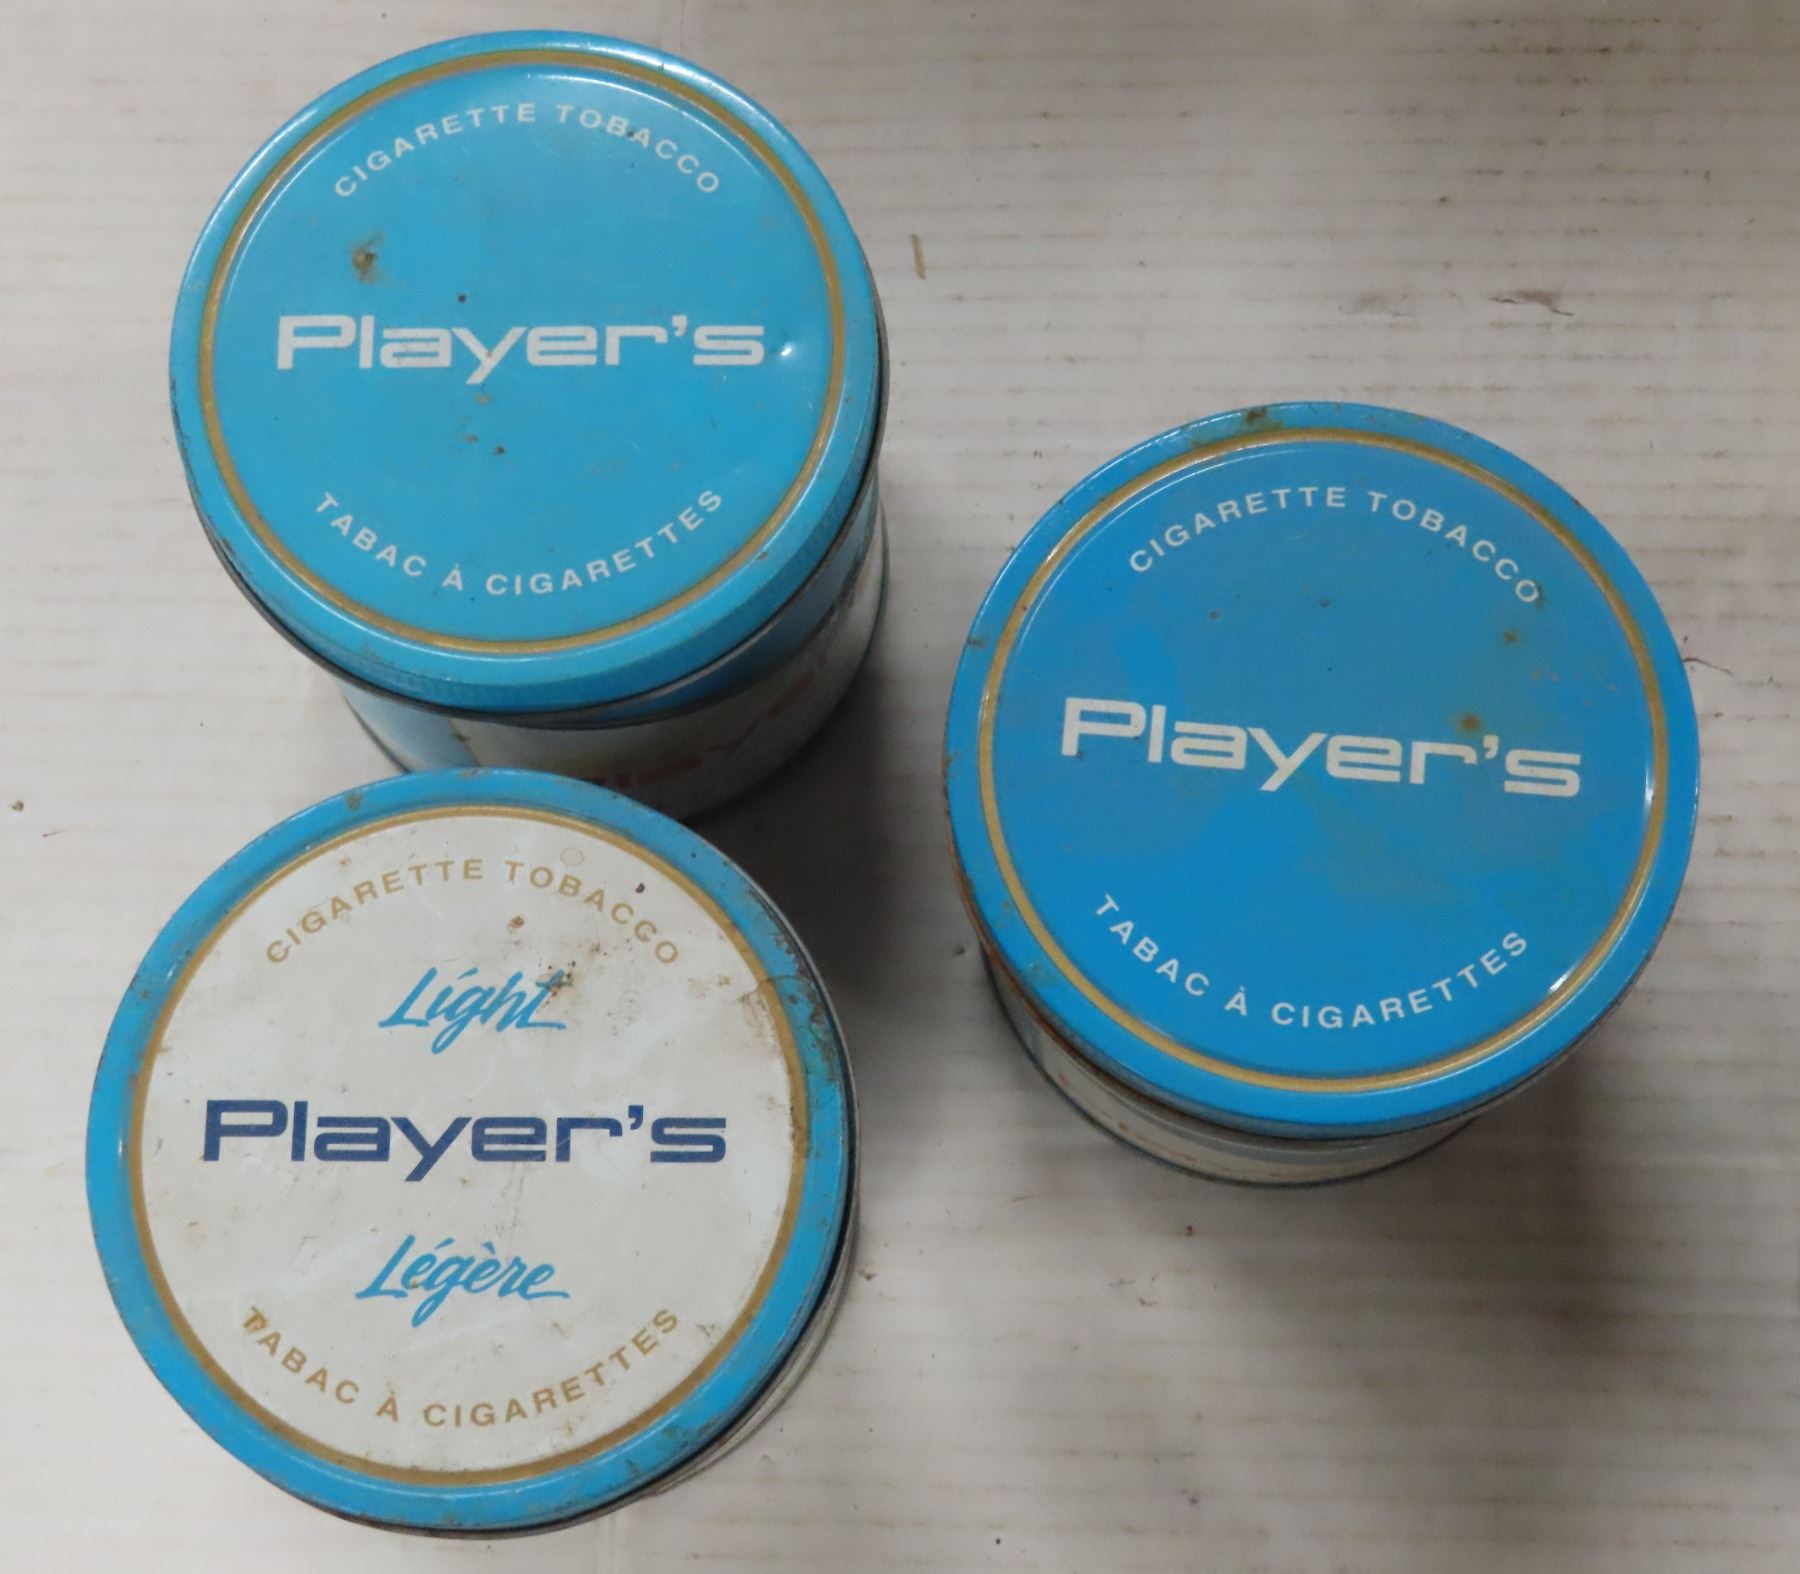 CIGARETTE TOBACCO
Player's
TABAC À CIGARETTES
CIGARETTE TOBACCO
Player's
TABAC À CIGARETTES
CIGARETTE TOBACCO
Light
Player's
Légère
TABAC À CIGARETTES